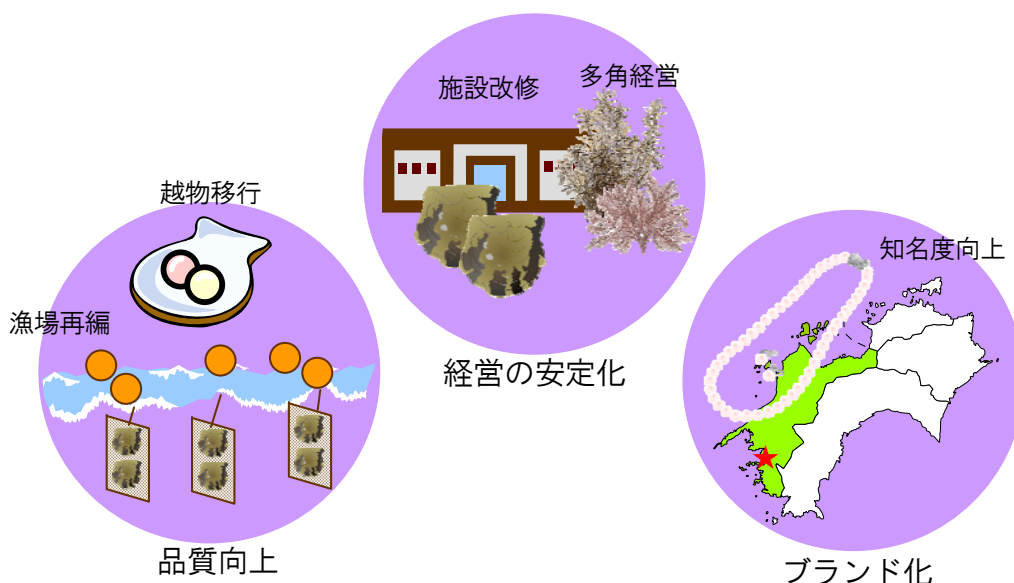 施設改修
多角経営
経営の安定化
越物移行
漁場再編
品質向上
知名度向上
ブランド化